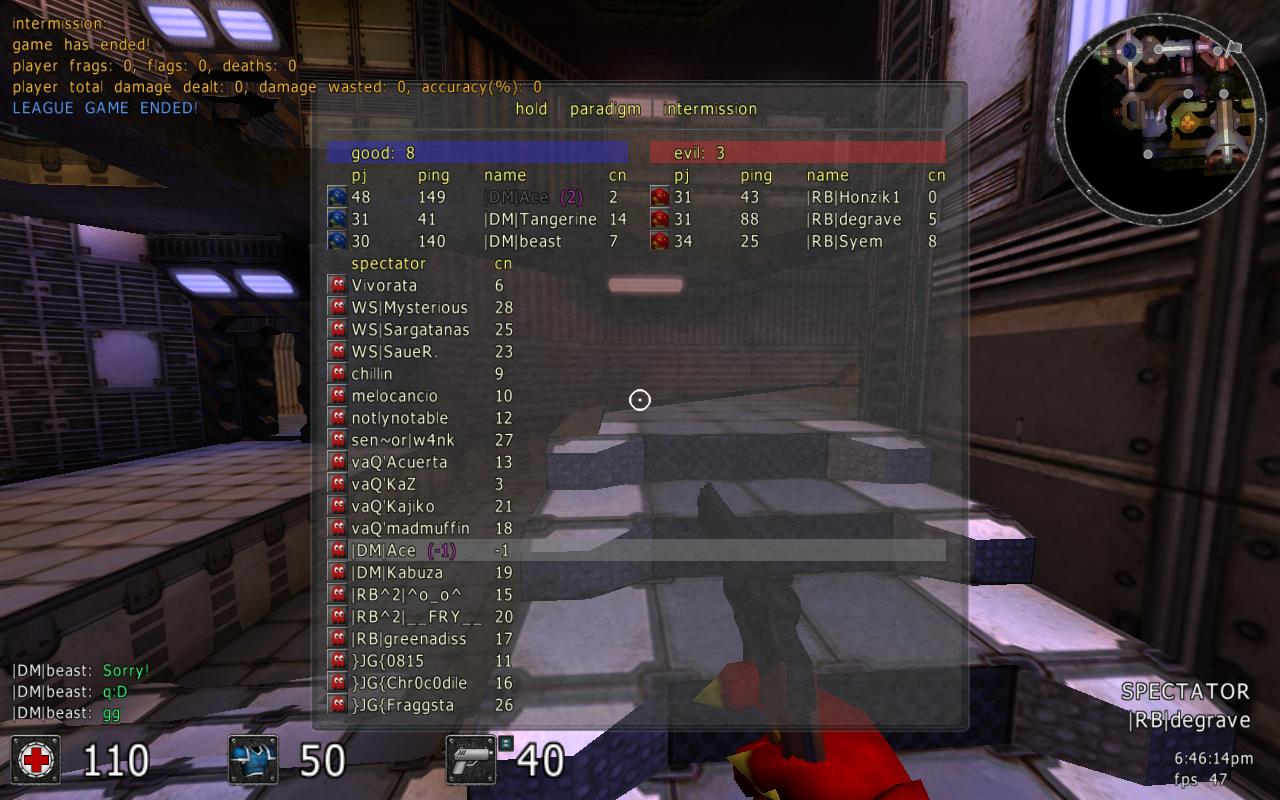 intermission:
game has ended!
player frags: 0, flags: 0, deaths: 0
player total damage dealt: 0, damage wasted: 0, accuracy(%): 0
LEAGUE GAME ENDED!
hold paradigm intermission
good: 8 evil: 3
pj ping name cn pj ping name cn
48 149 |DM|Ace (2) 2 31 43 |RB|Honzik1 0
31 41 |DM|Tangerine 14 31 88 |RB|degrave 5
30 140 |DM|beast 7 34 25 |RB|Syem 8
spectator cn
Vivorata 6
WS|Mysterious 28
WS|Sargatanas 25
WS|SaueR. 23
chillin 9
melocancio 10
notlynotable 12
sen~or|w4nk 27
vaQ'Acuerta 13
vaQ'KaZ 3
vaQ'Kajiko 21
vaQ'madmuffin 18
|DM|Ace (-1) -1
|DM|Kabuza 19
|RB^2|^o_o^ 15
|RB^2|__FRY__ 20
|RB|greenadiss 17
}JG{0815 11
}JG{Chr0c0dile 16
}JG{Fraggsta 26
|DM|beast: Sorry!
|DM|beast: q:D
|DM|beast: gg
SPECTATOR
|RB|degrave
110 50 40
6:46:14pm
fps 47